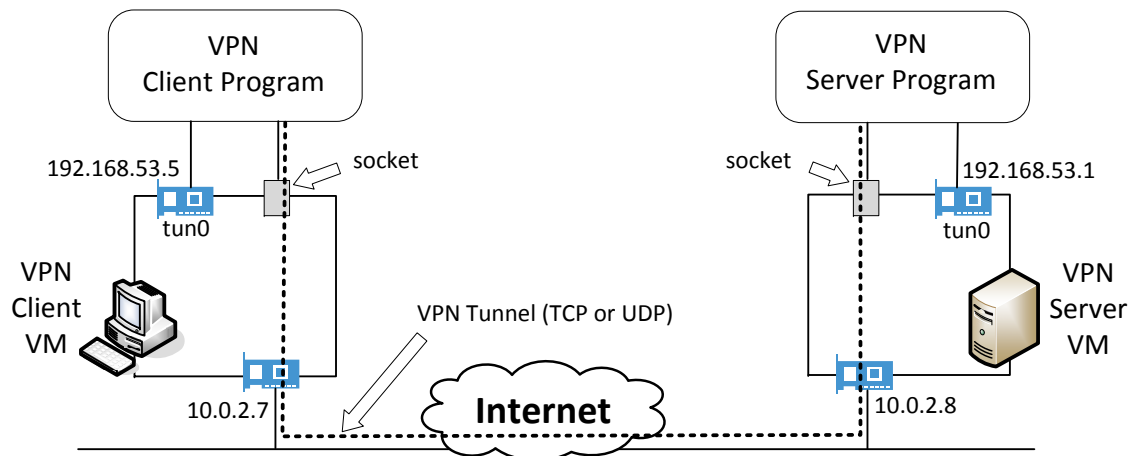 VPN
Client Program
VPN
Server Program
192.168.53.5
socket
socket
192.168.53.1
tun0
tun0
VPN
Client
VM
VPN
Server
VM
VPN Tunnel (TCP or UDP)
10.0.2.7
Internet
10.0.2.8